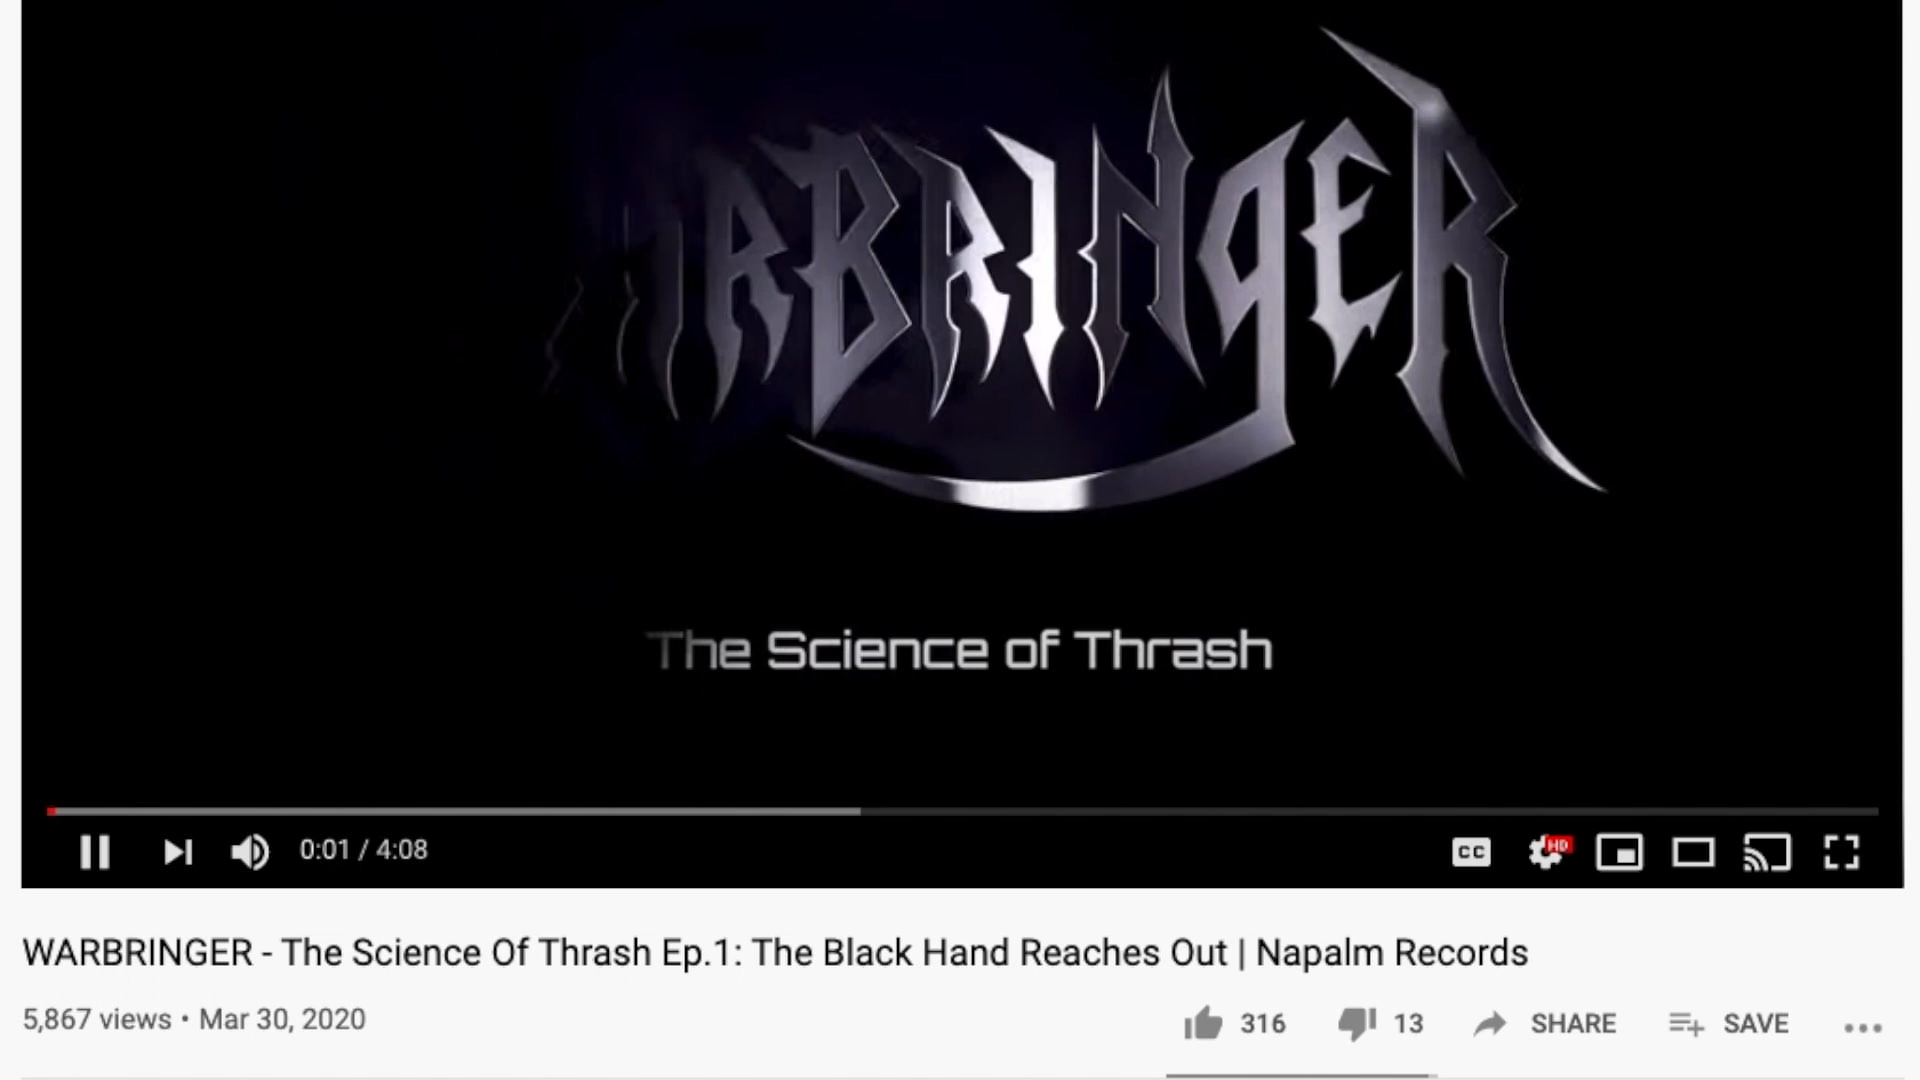 WARBRINGER
The Science of Thrash
0:01 / 4:08
CC
HD
WARBRINGER - The Science Of Thrash Ep.1: The Black Hand Reaches Out | Napalm Records
5,867 views • Mar 30, 2020
316 13 SHARE SAVE